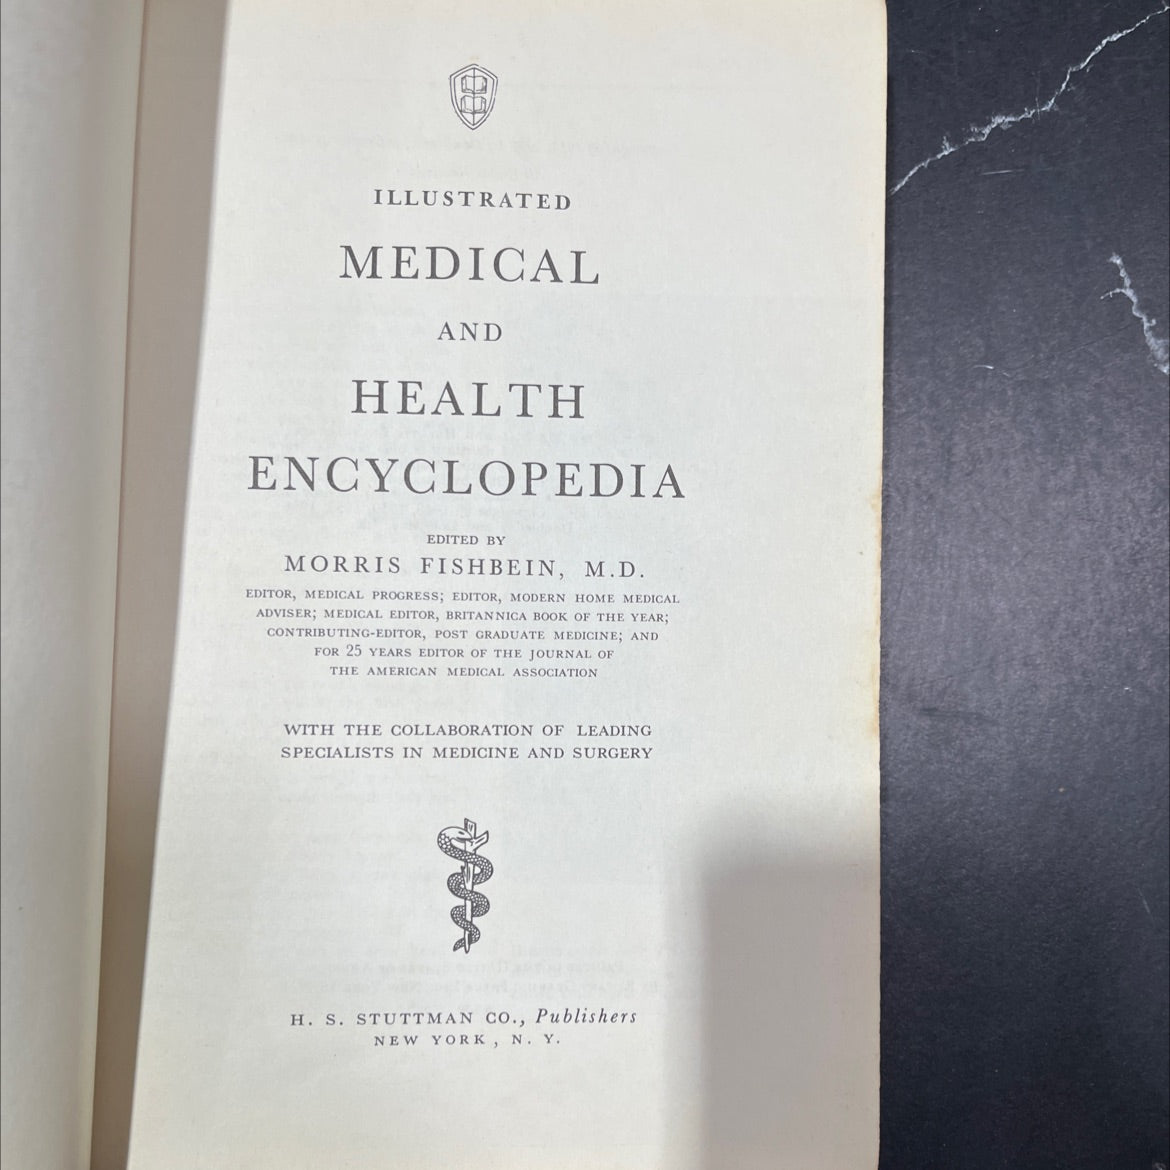 ILLUSTRATED
MEDICAL
AND
HEALTH
ENCYCLOPEDIA
EDITED BY
MORRIS FISHBEIN, M.D.
EDITOR, MEDICAL PROGRESS; EDITOR, MODERN HOME MEDICAL
ADVISER; MEDICAL EDITOR, BRITANNICA BOOK OF THE YEAR;
CONTRIBUTING-EDITOR, POST GRADUATE MEDICINE; AND
FOR 25 YEARS EDITOR OF THE JOURNAL OF
THE AMERICAN MEDICAL ASSOCIATION
WITH THE COLLABORATION OF LEADING
SPECIALISTS IN MEDICINE AND SURGERY
H. S. STUTTMAN CO., Publishers
NEW YORK, N. Y.